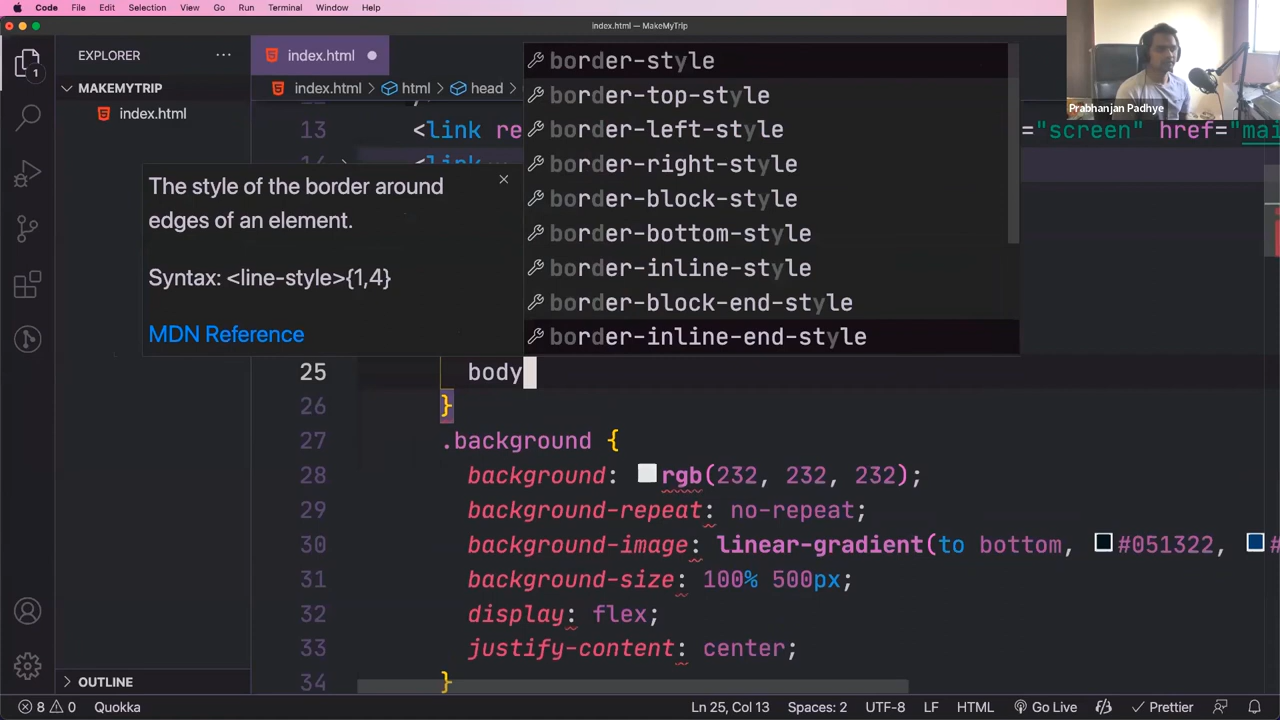 Code File Edit Selection View Go Run Terminal Window Help
index.html — MakeMyTrip
EXPLORER
index.html
MAKEMYTRIP
index.html
index.html html head
1
border-style
border-top-style
border-left-style
border-right-style
border-block-style
border-bottom-style
border-inline-style
border-block-end-style
border-inline-end-style
Prabhanjan Padhye
13 <link re ="screen" href="mai
14 <link
The style of the border around
edges of an element.
Syntax: <line-style>{1,4}
MDN Reference
25 body
26 }
27 .background {
28 background: rgb(232, 232, 232);
29 background-repeat: no-repeat;
30 background-image: linear-gradient(to bottom, #051322, #
31 background-size: 100% 500px;
32 display: flex;
33 justify-content: center;
34 }
OUTLINE
8 0 Quokka Ln 25, Col 13 Spaces: 2 UTF-8 LF HTML Go Live Prettier